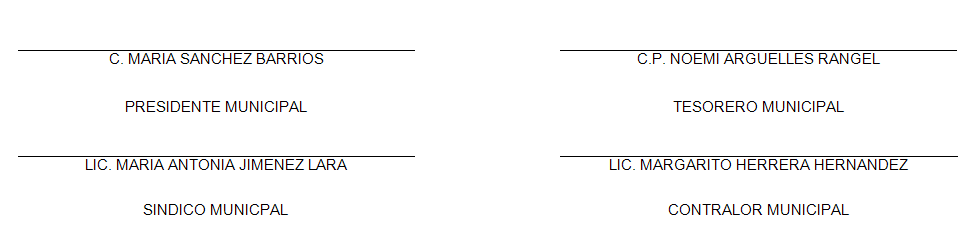 C. MARIA SANCHEZ BARRIOS
PRESIDENTE MUNICIPAL
C.P. NOEMI ARGUELLES RANGEL
TESORERO MUNICIPAL
LIC. MARIA ANTONIA JIMENEZ LARA
SINDICO MUNICPAL
LIC. MARGARITO HERRERA HERNANDEZ
CONTRALOR MUNICIPAL